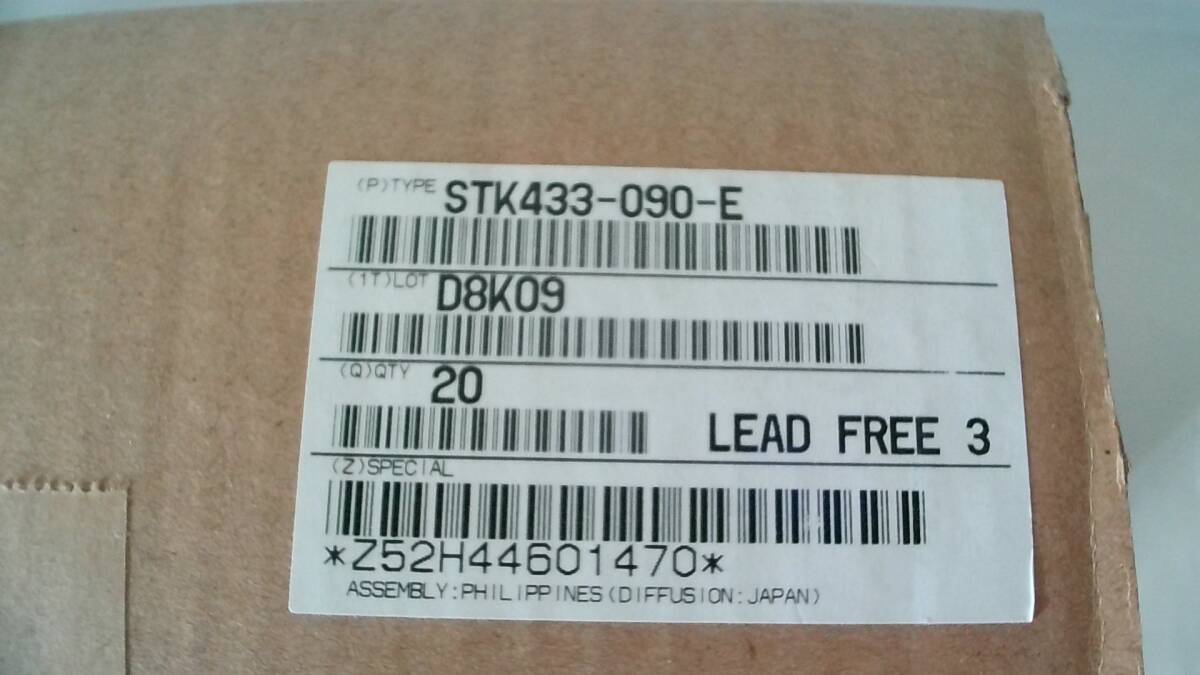 (P)TYPE STK433-090-E
(1T)LOT D8K09
(Q)QTY 20
LEAD FREE 3
(Z)SPECIAL
*Z52H44601470*
ASSEMBLY:PHILIPPINES(DIFFUSION:JAPAN)